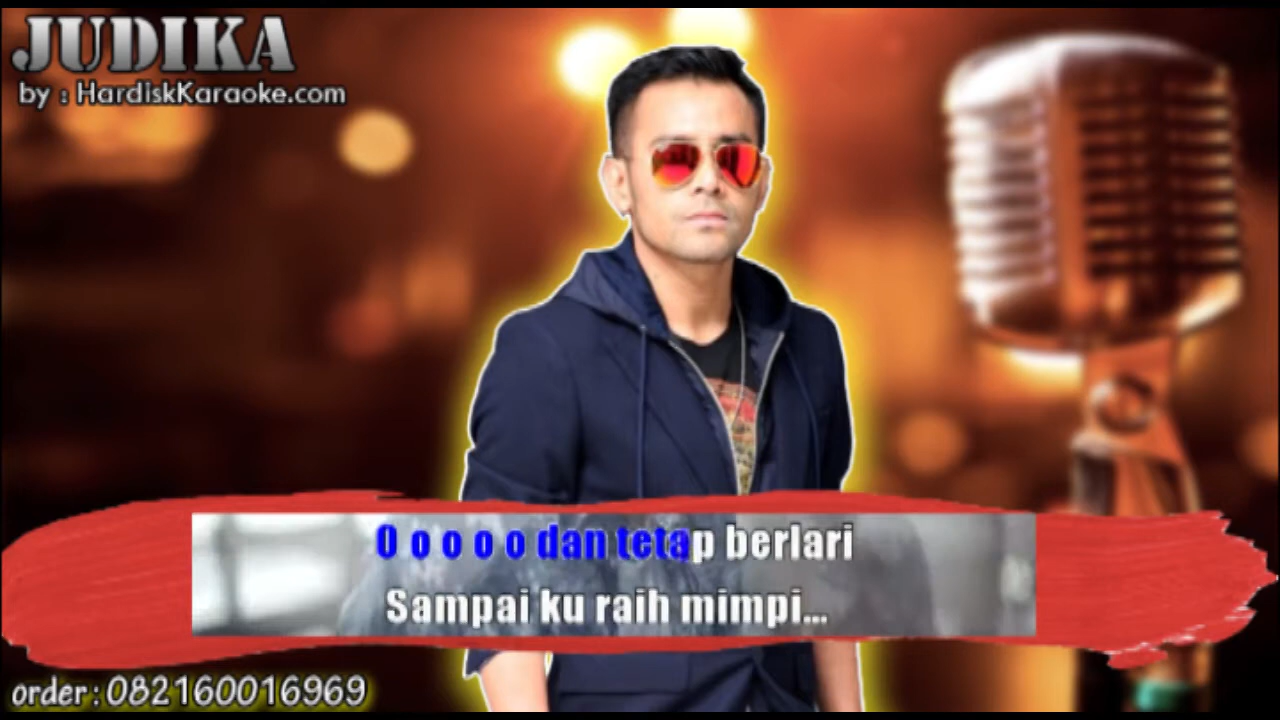 JUDIKA
by : HardiskKaraoke.com
O o o o o dan tetap berlari
Sampai ku raih mimpi...
order : 082160016969